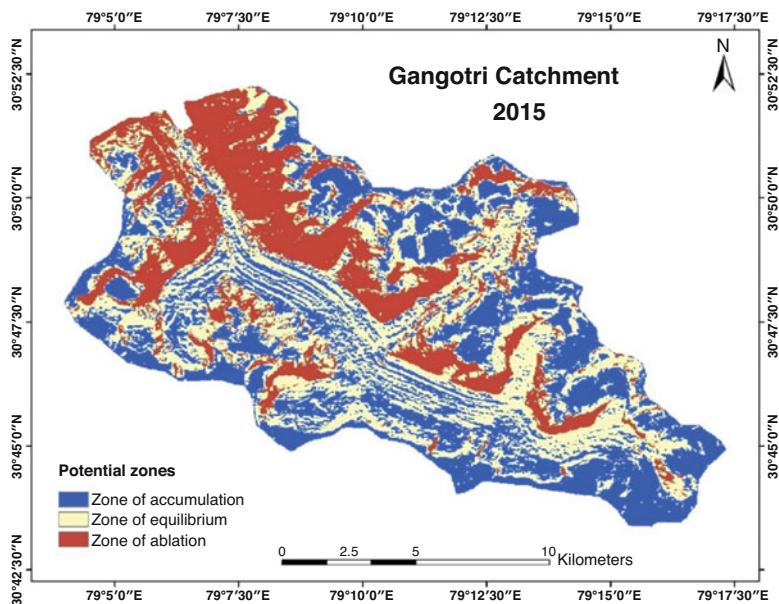 79°5′0″E 79°7′30″E 79°10′0″E 79°12′30″E 79°15′0″E 79°17′30″E
30°52′30″N
30°50′0″N
30°47′30″N
30°45′0″N
30°42′30″N
Gangotri Catchment
2015
N
30°52′30″N
30°50′0″N
30°47′30″N
30°45′0″N
30°42′30″N
Potential zones
Zone of accumulation
Zone of equilibrium
Zone of ablation
0 2.5 5 10
Kilometers
79°5′0″E 79°7′30″E 79°10′0″E 79°12′30″E 79°15′0″E 79°17′30″E